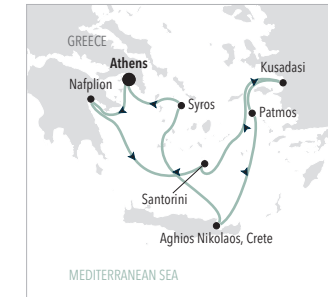 GREECE
Athens
Kusadasi
Nafplion
Syros
Patmos
Santorini
Aghios Nikolaos, Crete
MEDITERRANEAN SEA